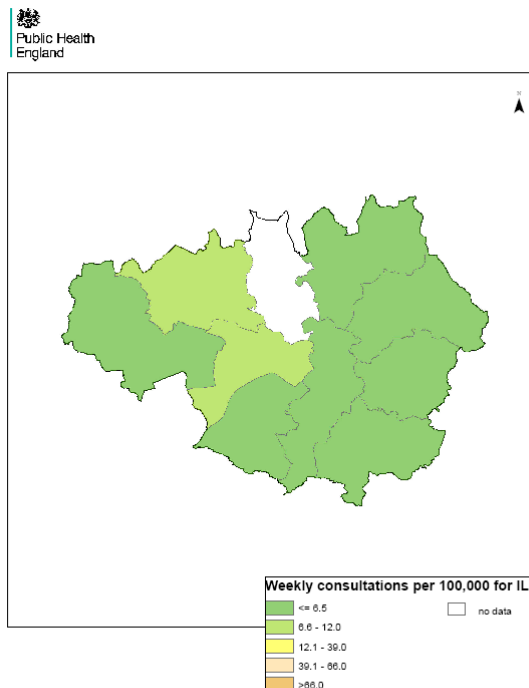 Public Health
England
N
Weekly consultations per 100,000 for IL
<= 6.5
no data
6.6 - 12.0
12.1 - 39.0
39.1 - 66.0
>66.0